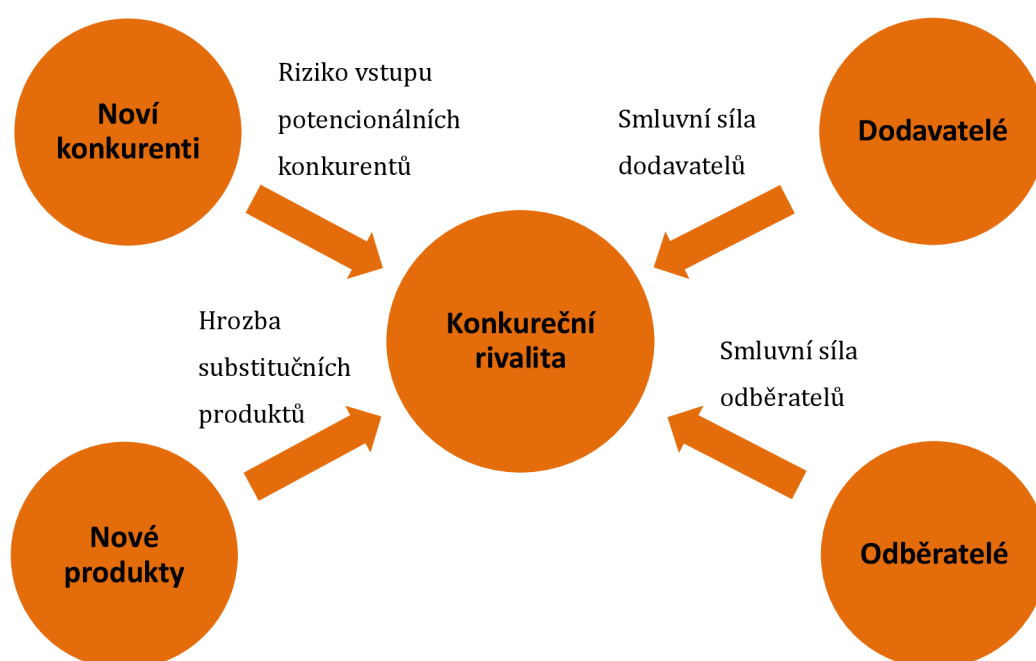 Noví
konkurenti
Riziko vstupu
potencionálních
konkurentů
Smluvní síla
dodavatelů
Dodavatelé
Konkureční
rivalita
Hrozba
substitučních
produktů
Smluvní síla
odběratelů
Nové
produkty
Odběratelé